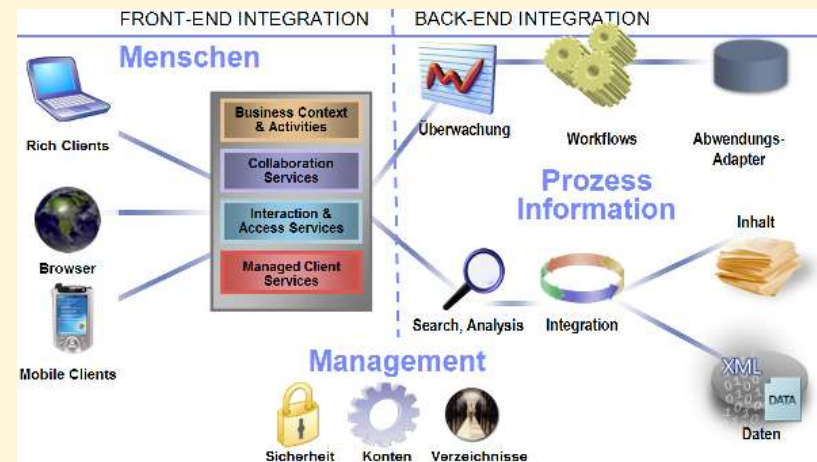 FRONT-END INTEGRATION
BACK-END INTEGRATION
Menschen
Rich Clients
Browser
Mobile Clients
Business Context
& Activities
Collaboration
Services
Interaction &
Access Services
Managed Client
Services
Überwachung
Workflows
Abwendungs-
Adapter
Prozess
Information
Inhalt
Search, Analysis
Integration
XML
DATA
Daten
Management
Sicherheit
Konten
Verzeichnisse